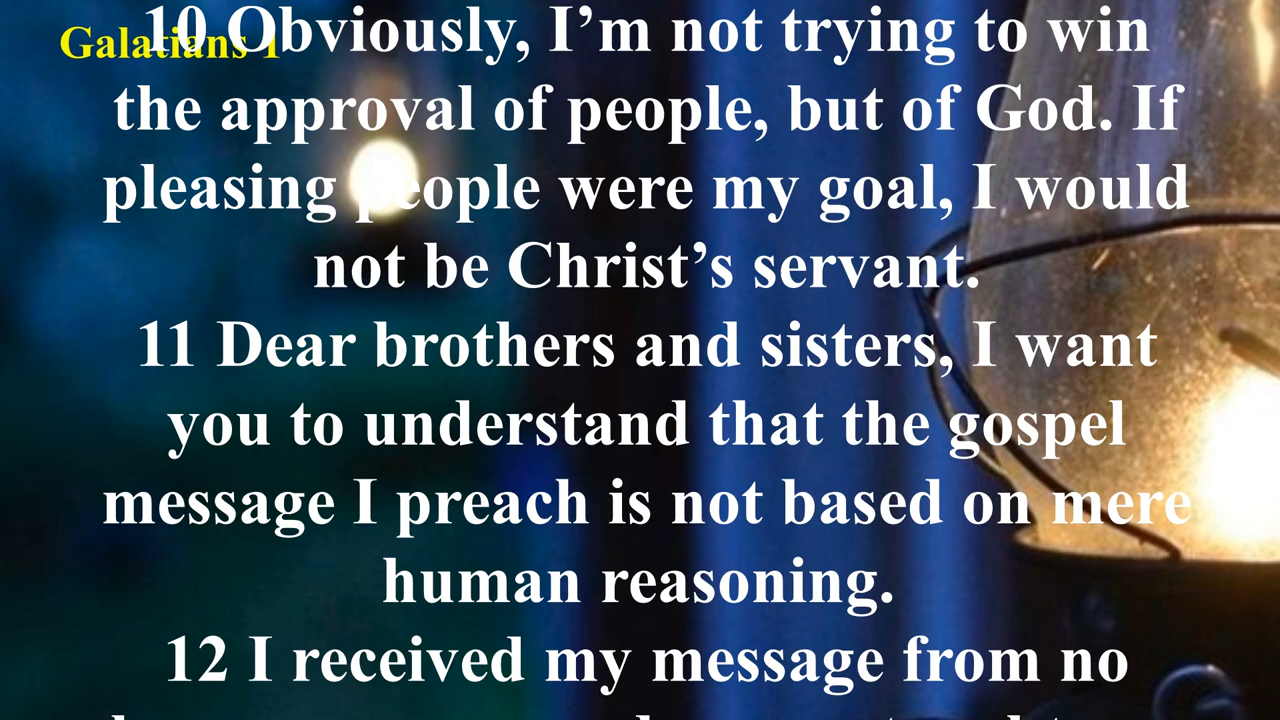 Galatians 1
10 Obviously, I’m not trying to win
the approval of people, but of God. If
pleasing people were my goal, I would
not be Christ’s servant.
11 Dear brothers and sisters, I want
you to understand that the gospel
message I preach is not based on mere
human reasoning.
12 I received my message from no